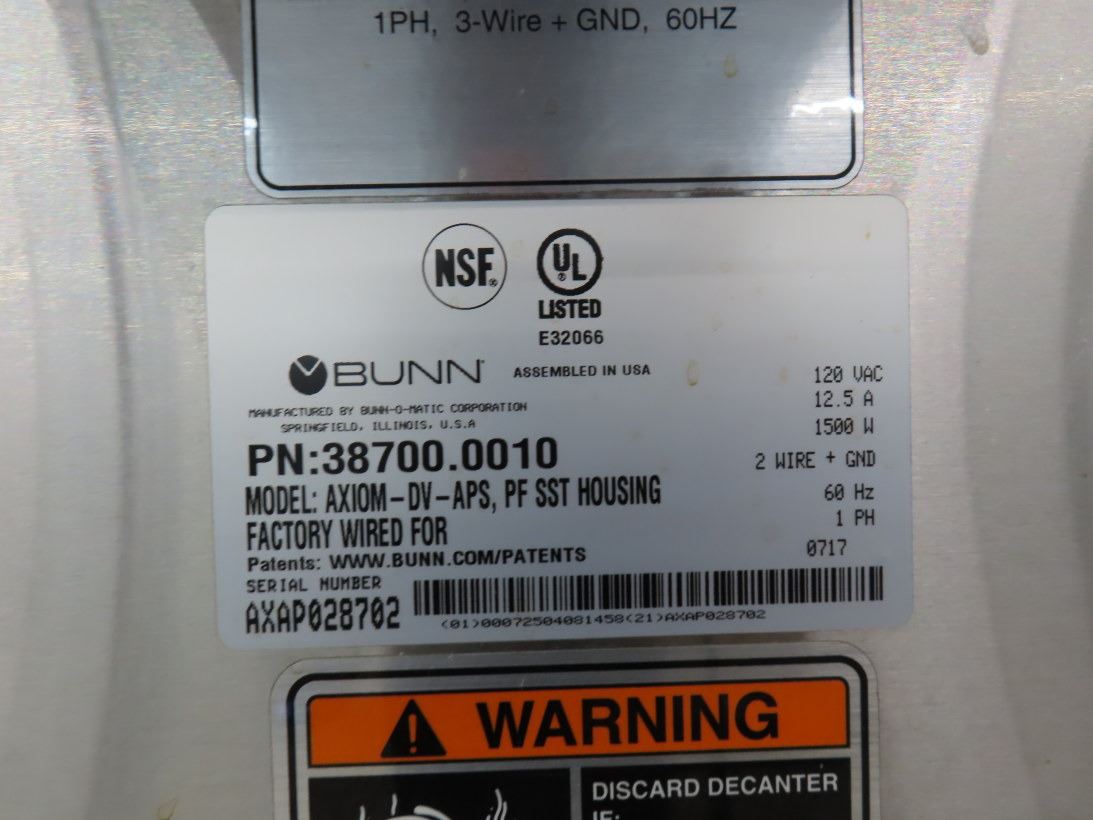 1PH, 3-Wire + GND, 60HZ
NSF®
UL®
LISTED
E32066
BUNN® ASSEMBLED IN USA
MANUFACTURED BY BUNN-O-MATIC CORPORATION
SPRINGFIELD, ILLINOIS, U.S.A
PN:38700.0010
MODEL: AXIOM-DV-APS, PF SST HOUSING
FACTORY WIRED FOR
Patents: WWW.BUNN.COM/PATENTS
120 VAC
12.5 A
1500 W
2 WIRE + GND
60 Hz
1 PH
0717
SERIAL NUMBER
AXAP028702
(01)00072504081458(21)AXAP028702
WARNING
DISCARD DECANTER
IF: